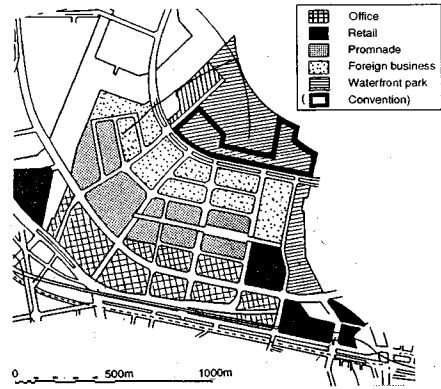 Office
Retail
Promnade
Foreign business
Waterfront park
( Convention)
0 500m 1000m